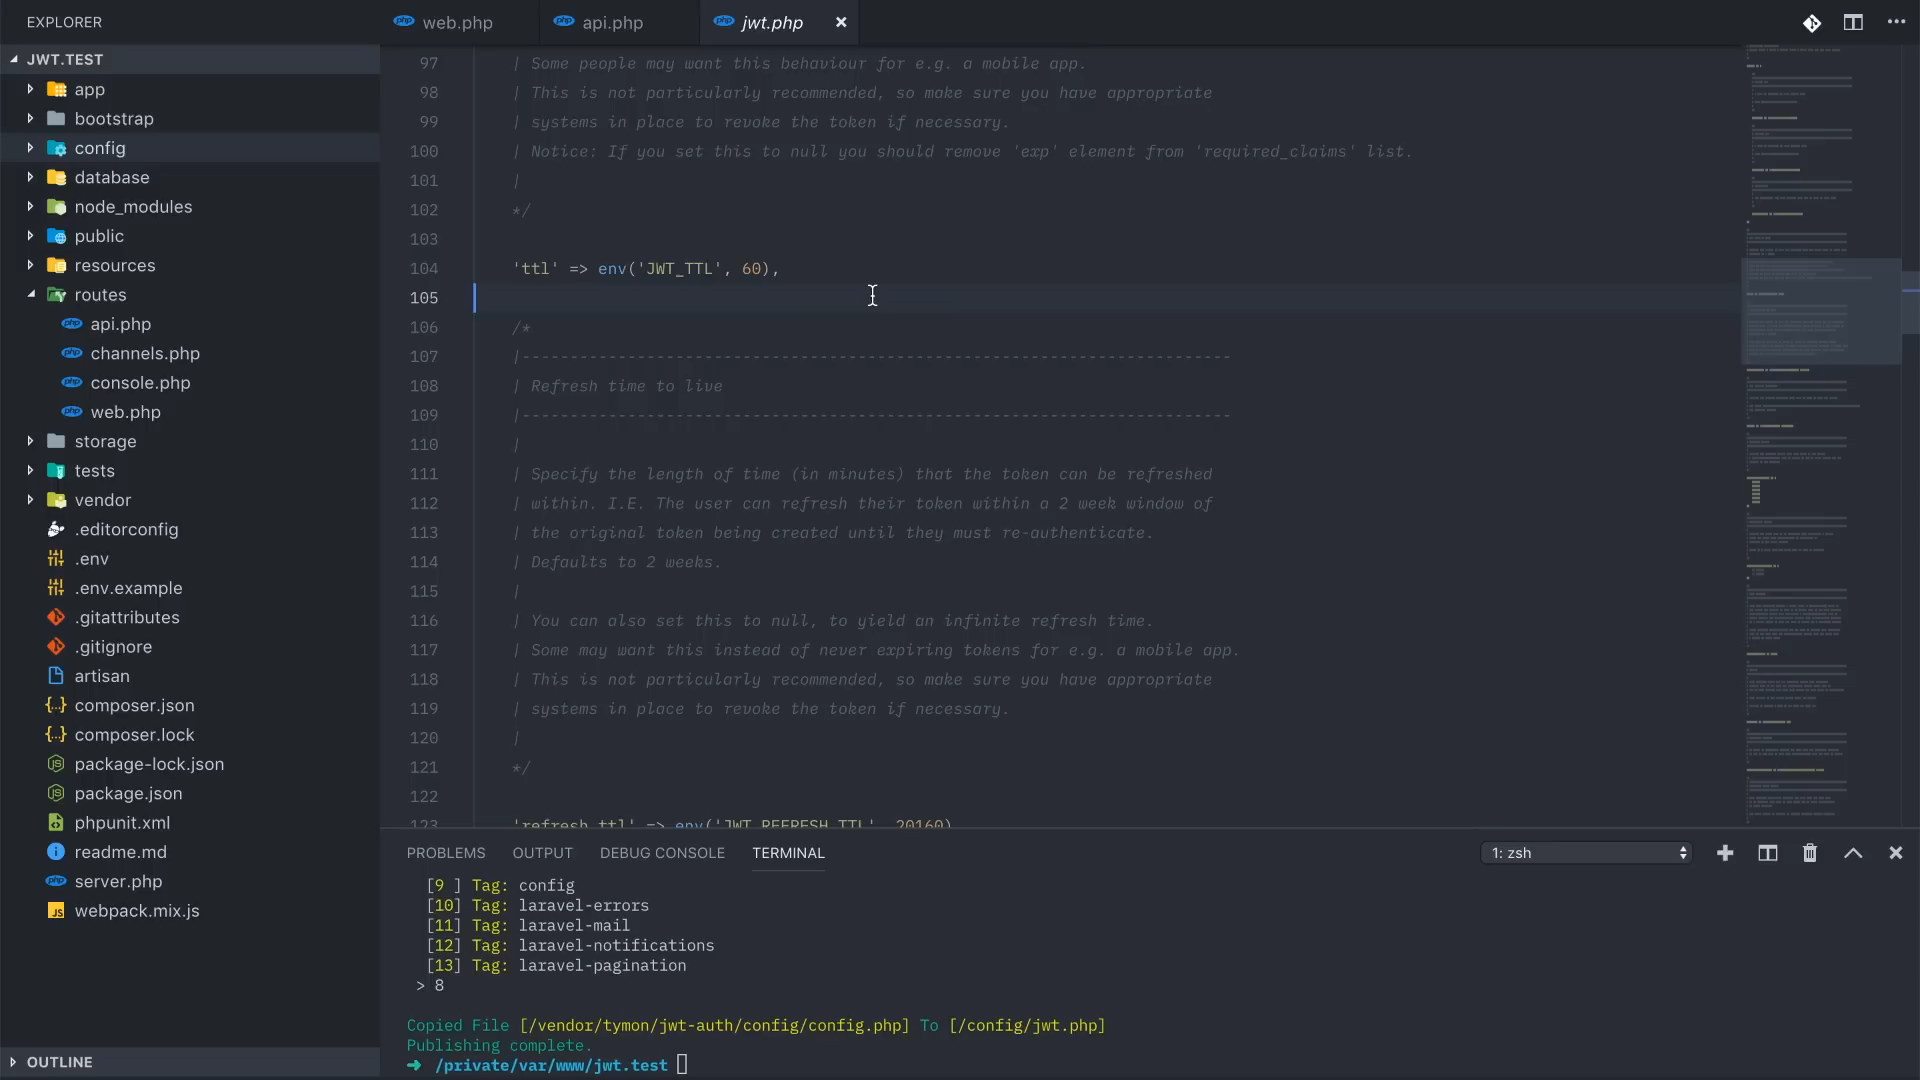 EXPLORER
JWT.TEST
app
bootstrap
config
database
node_modules
public
resources
routes
api.php
channels.php
console.php
web.php
storage
tests
vendor
.editorconfig
.env
.env.example
.gitattributes
.gitignore
artisan
composer.json
composer.lock
package-lock.json
package.json
phpunit.xml
readme.md
server.php
webpack.mix.js
OUTLINE
web.php api.php jwt.php
97 | Some people may want this behaviour for e.g. a mobile app.
98 | This is not particularly recommended, so make sure you have appropriate
99 | systems in place to revoke the token if necessary.
100 | Notice: If you set this to null you should remove 'exp' element from 'required_claims' list.
101 |
102 */
103
104 'ttl' => env('JWT_TTL', 60),
105
106 /*
107 |--------------------------------------------------------------------------
108 | Refresh time to live
109 |--------------------------------------------------------------------------
110 |
111 | Specify the length of time (in minutes) that the token can be refreshed
112 | within. I.E. The user can refresh their token within a 2 week window of
113 | the original token being created until they must re-authenticate.
114 | Defaults to 2 weeks.
115 |
116 | You can also set this to null, to yield an infinite refresh time.
117 | Some may want this instead of never expiring tokens for e.g. a mobile app.
118 | This is not particularly recommended, so make sure you have appropriate
119 | systems in place to revoke the token if necessary.
120 |
121 */
122
123 'refresh_ttl' => env('JWT_REFRESH_TTL', 20160)
PROBLEMS OUTPUT DEBUG CONSOLE TERMINAL 1: zsh
[9 ] Tag: config
[10] Tag: laravel-errors
[11] Tag: laravel-mail
[12] Tag: laravel-notifications
[13] Tag: laravel-pagination
> 8
Copied File [/vendor/tymon/jwt-auth/config/config.php] To [/config/jwt.php]
Publishing complete.
➜ /private/var/www/jwt.test